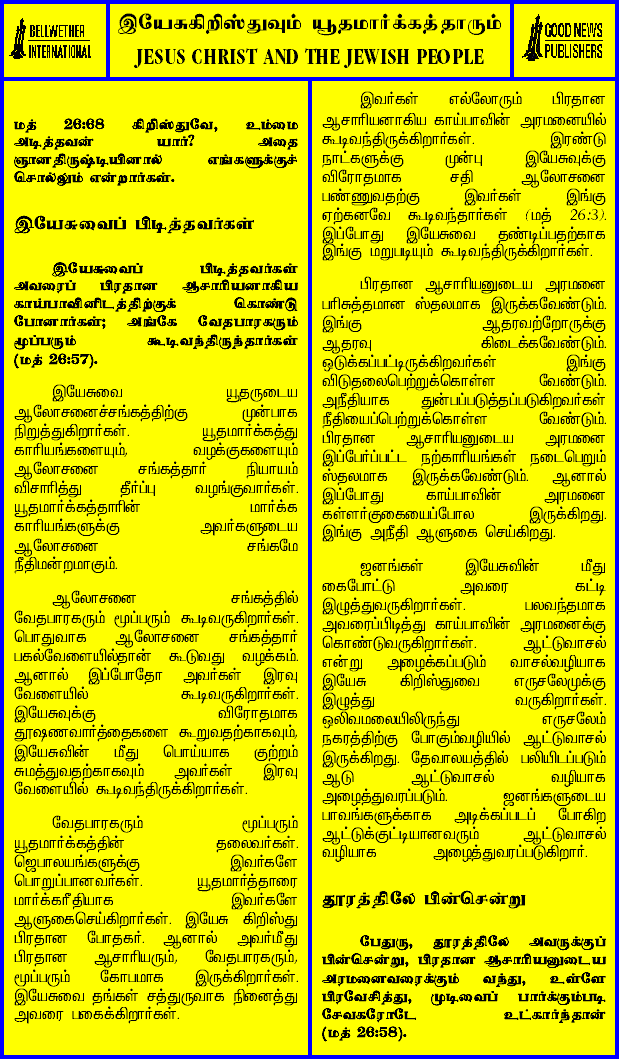 BELLWETHER
INTERNATIONAL
இயேசுகிறிஸ்துவும் யூதமார்க்கத்தாரும்
JESUS CHRIST AND THE JEWISH PEOPLE
GOOD NEWS
PUBLISHERS
மத் 26:68 கிறிஸ்துவே, உம்மை
அடித்தவன் யார்? அதை
ஞானதிருஷ்டியினால் எங்களுக்குச்
சொல்லும் என்றார்கள்.
இயேசுவைப் பிடித்தவர்கள்
இயேசுவைப் பிடித்தவர்கள்
அவரைப் பிரதான ஆசாரியனாகிய
காய்பாவினிடத்திற்குக் கொண்டு
போனார்கள்; அங்கே வேதபாரகரும்
மூப்பரும் கூடிவந்திருந்தார்கள்
(மத் 26:57).
இயேசுவை யூதருடைய
ஆலோசனைச்சங்கத்திற்கு முன்பாக
நிறுத்துகிறார்கள். யூதமார்க்கத்து
காரியங்களையும், வழக்குகளையும்
ஆலோசனை சங்கத்தார் நியாயம்
விசாரித்து தீர்ப்பு வழங்குவார்கள்.
யூதமார்க்கத்தாரின் மார்க்க
காரியங்களுக்கு அவர்களுடைய
ஆலோசனை சங்கமே
நீதிமன்றமாகும்.
ஆலோசனை சங்கத்தில்
வேதபாரகரும் மூப்பரும் கூடிவருகிறார்கள்.
பொதுவாக ஆலோசனை சங்கத்தார்
பகல்வேளையில்தான் கூடுவது வழக்கம்.
ஆனால் இப்போதோ அவர்கள் இரவு
வேளையில் கூடிவருகிறார்கள்.
இயேசுவுக்கு விரோதமாக
தூஷணவார்த்தைகளை கூறுவதற்காகவும்,
இயேசுவின் மீது பொய்யாக குற்றம்
சுமத்துவதற்காகவும் அவர்கள் இரவு
வேளையில் கூடிவந்திருக்கிறார்கள்.
வேதபாரகரும் மூப்பரும்
யூதமார்க்கத்தின் தலைவர்கள்.
ஜெபாலயங்களுக்கு இவர்களே
பொறுப்பானவர்கள். யூதமார்த்தாரை
மார்க்கரீதியாக இவர்களே
ஆளுகைசெய்கிறார்கள். இயேசு கிறிஸ்து
பிரதான போதகர். ஆனால் அவர்மீது
பிரதான ஆசாரியரும், வேதபாரகரும்,
மூப்பரும் கோபமாக இருக்கிறார்கள்.
இயேசுவை தங்கள் சத்துருவாக நினைத்து
அவரை பகைக்கிறார்கள்.
இவர்கள் எல்லோரும் பிரதான
ஆசாரியனாகிய காய்பாவின் அரமனையில்
கூடிவந்திருக்கிறார்கள். இரண்டு
நாட்களுக்கு முன்பு இயேசுவுக்கு
விரோதமாக சதி ஆலோசனை
பண்ணுவதற்கு இவர்கள் இங்கு
ஏற்கனவே கூடிவந்தார்கள் (மத் 26:3).
இப்போது இயேசுவை தண்டிப்பதற்காக
இங்கு மறுபடியும் கூடிவந்திருக்கிறார்கள்.
பிரதான ஆசாரியனுடைய அரமனை
பரிசுத்தமான ஸ்தலமாக இருக்கவேண்டும்.
இங்கு ஆதரவற்றோருக்கு
ஆதரவு கிடைக்கவேண்டும்.
ஒடுக்கப்பட்டிருக்கிறவர்கள் இங்கு
விடுதலைபெற்றுக்கொள்ள வேண்டும்.
அநீதியாக துன்பப்படுத்தப்படுகிறவர்கள்
நீதியைப்பெற்றுக்கொள்ள வேண்டும்.
பிரதான ஆசாரியனுடைய அரமனை
இப்பேர்ப்பட்ட நற்காரியங்கள் நடைபெறும்
ஸ்தலமாக இருக்கவேண்டும். ஆனால்
இப்போது காய்பாவின் அரமனை
கள்ளர்குகையைப்போல இருக்கிறது.
இங்கு அநீதி ஆளுகை செய்கிறது.
ஜனங்கள் இயேசுவின் மீது
கைபோட்டு அவரை கட்டி
இழுத்துவருகிறார்கள். பலவந்தமாக
அவரைப்பிடித்து காய்பாவின் அரமனைக்கு
கொண்டுவருகிறார்கள். ஆட்டுவாசல்
என்று அழைக்கப்படும் வாசல்வழியாக
இயேசு கிறிஸ்துவை எருசலேமுக்கு
இழுத்து வருகிறார்கள்.
ஒலிவமலையிலிருந்து எருசலேம்
நகரத்திற்கு போகும்வழியில் ஆட்டுவாசல்
இருக்கிறது. தேவாலயத்தில் பலியிடப்படும்
ஆடு ஆட்டுவாசல் வழியாக
அழைத்துவரப்படும். ஜனங்களுடைய
பாவங்களுக்காக அடிக்கப்படப் போகிற
ஆட்டுக்குட்டியானவரும் ஆட்டுவாசல்
வழியாக அழைத்துவரப்படுகிறார்.
தூரத்திலே பின்சென்று
பேதுரு, தூரத்திலே அவருக்குப்
பின்சென்று, பிரதான ஆசாரியனுடைய
அரமனைவரைக்கும் வந்து, உள்ளே
பிரவேசித்து, முடிவைப் பார்க்கும்படி
சேவகரோடே உட்கார்ந்தான்
(மத் 26:58).